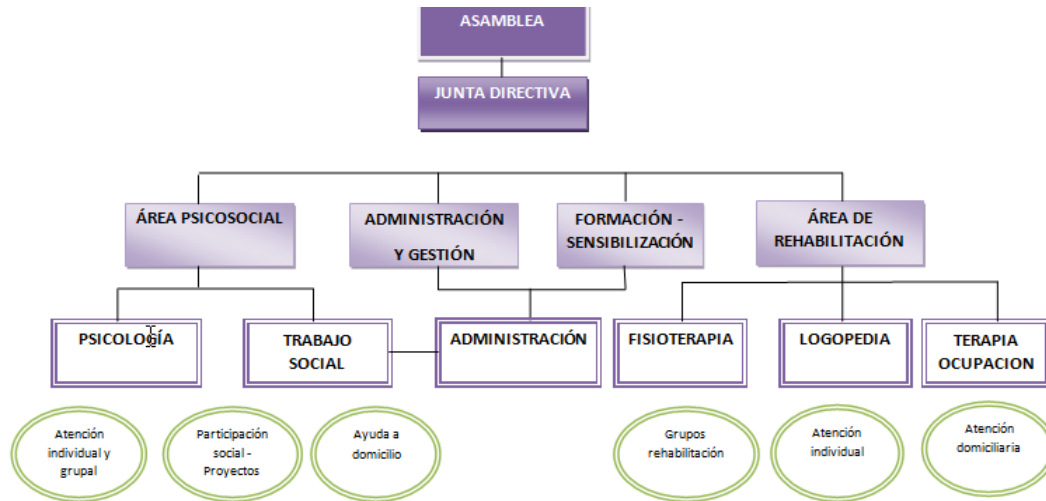 ASAMBLEA
JUNTA DIRECTIVA
ÁREA PSICOSOCIAL
ADMINISTRACIÓN
Y GESTIÓN
FORMACIÓN -
SENSIBILIZACIÓN
ÁREA DE
REHABILITACIÓN
PSICOLOGÍA
TRABAJO
SOCIAL
ADMINISTRACIÓN
FISIOTERAPIA
LOGOPEDIA
TERAPIA
OCUPACION
Atención
individual y
grupal
Participación
social -
Proyectos
Ayuda a
domicilio
Grupos
rehabilitación
Atención
individual
Atención
domiciliaria